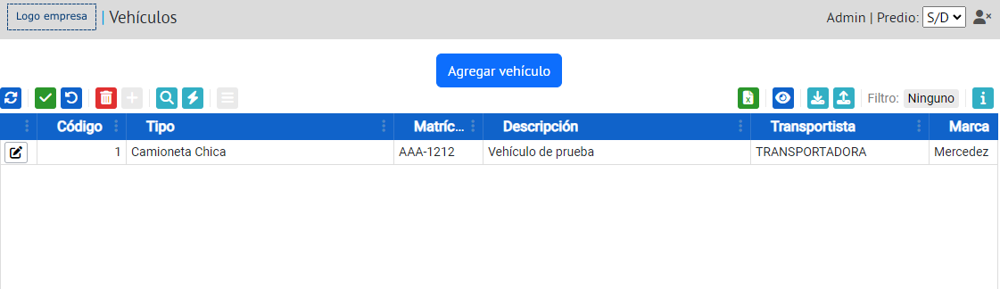 Logo empresa | Vehículos
Admin | Predio: S/D
Agregar vehículo
Filtro: Ninguno
Código Tipo Matríc... Descripción Transportista Marca
1 Camioneta Chica AAA-1212 Vehículo de prueba TRANSPORTADORA Mercedez